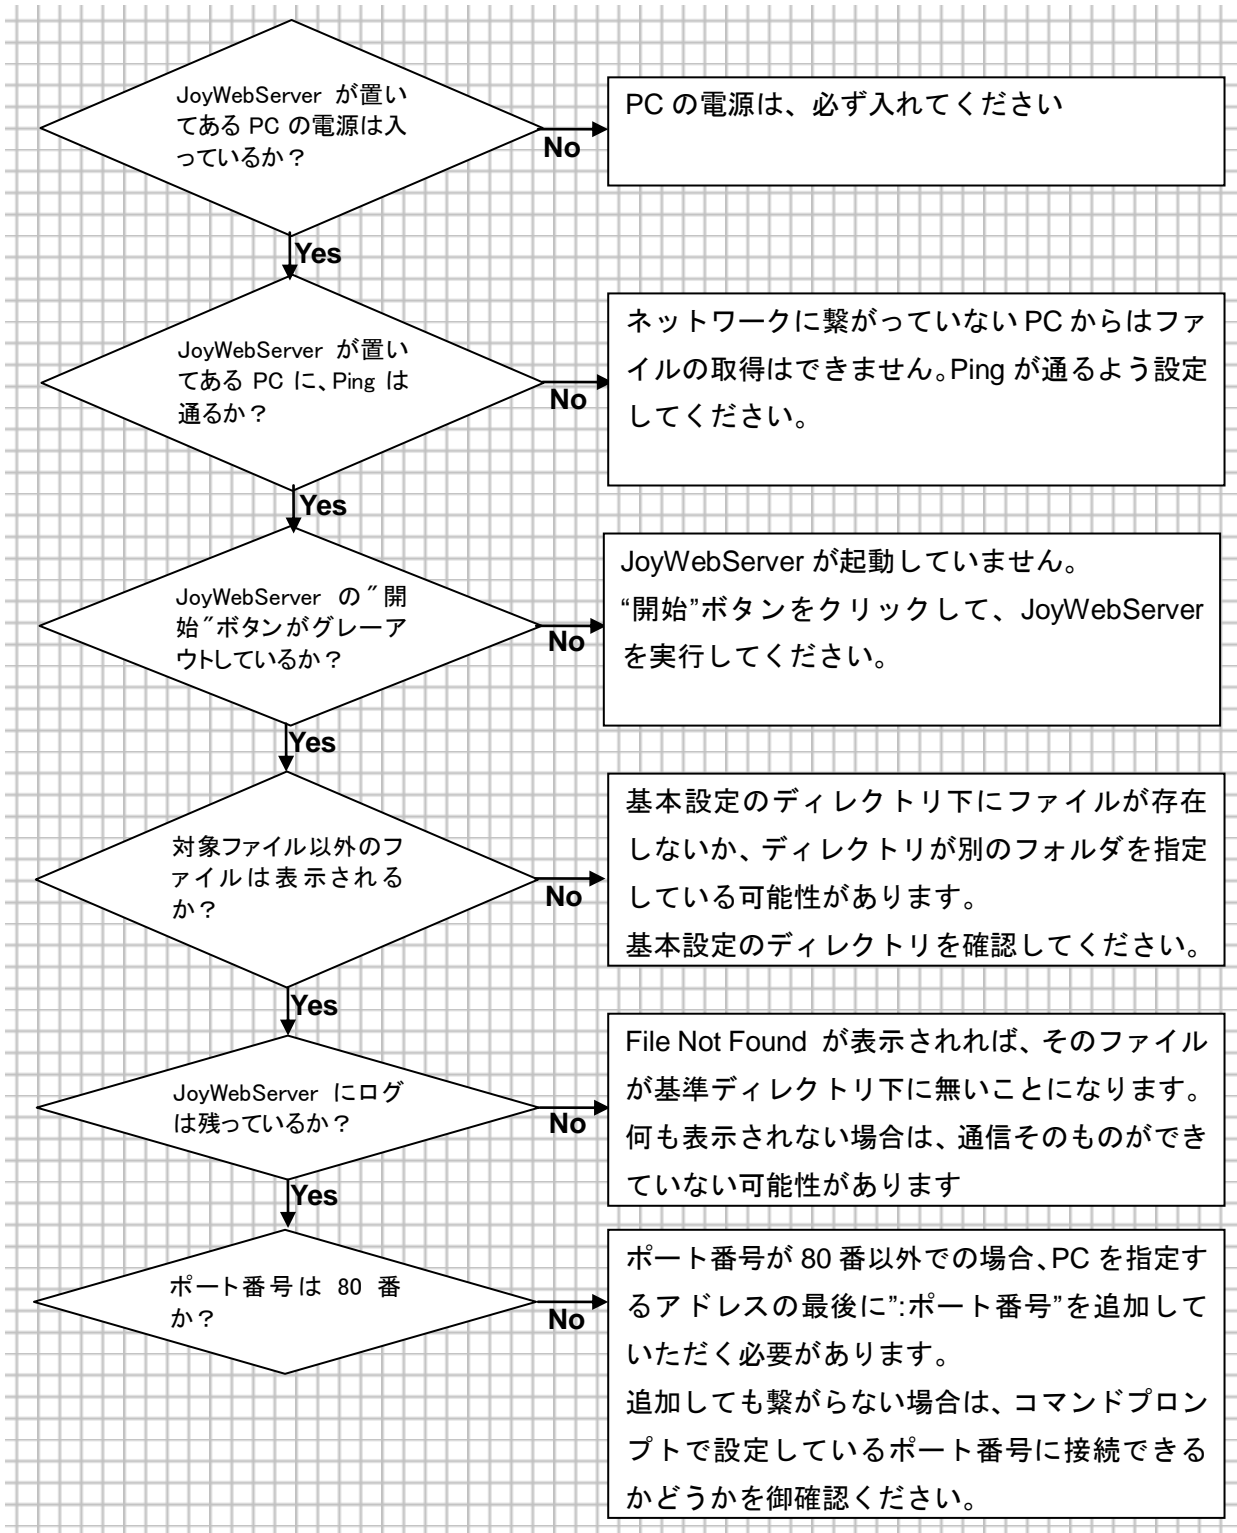 JoyWebServer が置い
てある PC の電源は入
っているか？
PC の電源は、必ず入れてください
No
Yes
JoyWebServer が置い
てある PC に、Ping は
通るか？
ネットワークに繋がっていない PC からはファ
イルの取得はできません。Ping が通るよう設定
してください。
No
Yes
JoyWebServer の ″開
始″ボタンがグレーア
ウトしているか？
JoyWebServer が起動していません。
“開始”ボタンをクリックして、JoyWebServer
を実行してください。
No
Yes
対象ファイル以外のフ
ァイルは表示される
か？
基本設定のディレクトリ下にファイルが存在
しないか、ディレクトリが別のフォルダを指定
している可能性があります。
基本設定のディレクトリを確認してください。
No
Yes
JoyWebServer にログ
は残っているか？
File Not Found が表示されれば、そのファイル
が基準ディレクトリ下に無いことになります。
何も表示されない場合は、通信そのものができ
ていない可能性があります
No
Yes
ポート番号は 80 番
か？
ポート番号が 80 番以外での場合、PC を指定す
るアドレスの最後に”:ポート番号”を追加して
いただく必要があります。
追加しても繋がらない場合は、コマンドプロン
プトで設定しているポート番号に接続できる
かどうかを御確認ください。
No